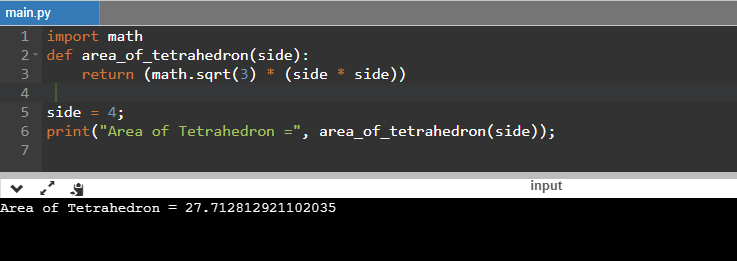 main.py
1 import math
2 def area_of_tetrahedron(side):
3     return (math.sqrt(3) * (side * side))
4
5 side = 4;
6 print("Area of Tetrahedron =", area_of_tetrahedron(side));
7
input
Area of Tetrahedron = 27.712812921102035